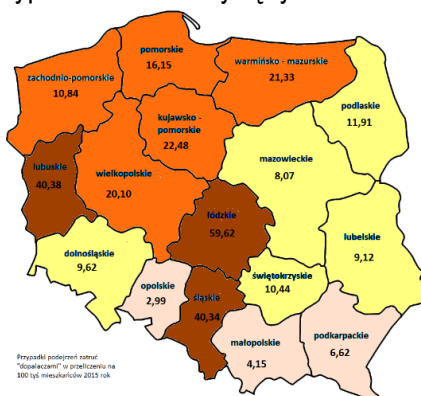 pomorskie
16,15
warmińsko - mazurskie
21,33
zachodnio-pomorskie
10,84
podlaskie
11,91
kujawsko -
pomorskie
22,48
mazowieckie
8,07
lubuskie
40,38
wielkopolskie
20,10
łódzkie
59,62
lubelskie
9,12
dolnośląskie
9,62
świętokrzyskie
10,44
opolskie
2,99
śląskie
40,34
małopolskie
4,15
podkarpackie
6,62
Przypadki podejrzeń zatruć
"dopalaczami" w przeliczeniu na
100 tyś mieszkańców 2015 rok